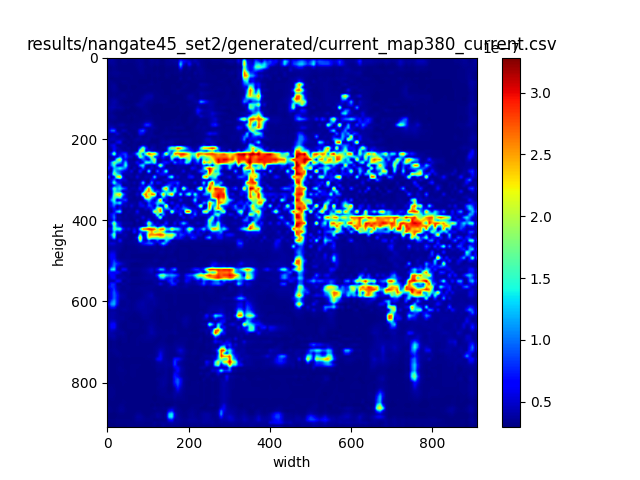 results/nangate45_set2/generated/current_map380_current.csv
1e−7
0
200
400
600
800
height
0 200 400 600 800
width
3.0
2.5
2.0
1.5
1.0
0.5